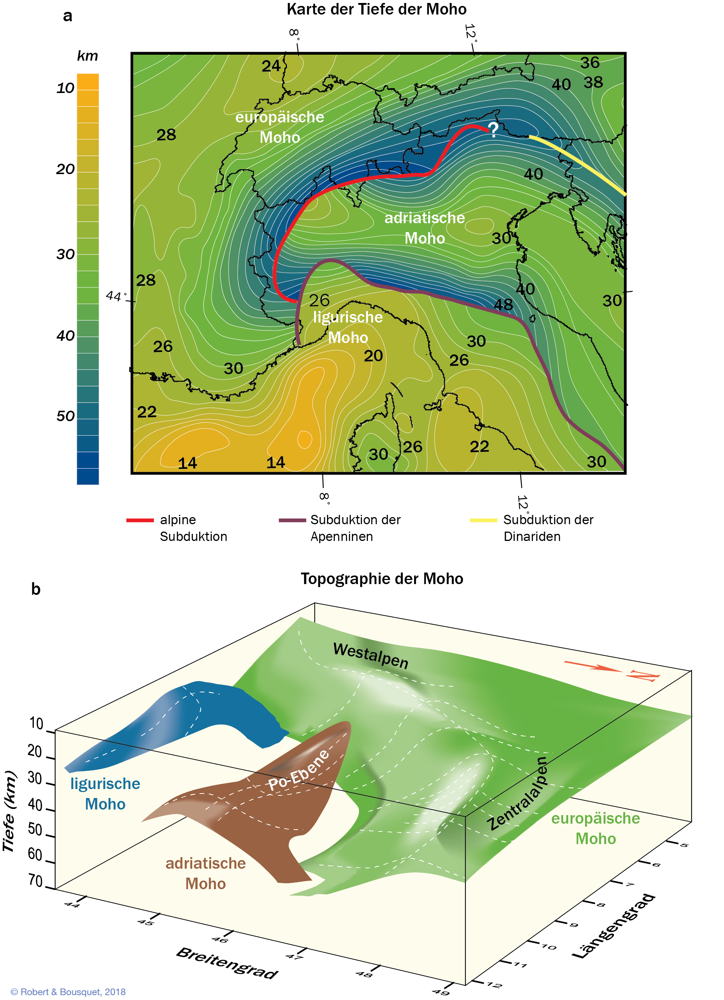 Karte der Tiefe der Moho
a
8°
12°
km
10
20
30
40
50
24
36
40
38
europäische
Moho
28
?
40
adriatische
Moho
30
28
40
44°
26
30
48
ligurische
Moho
30
26
20
26
30
22
14
14
30
26
22
30
8°
12°
alpine
Subduktion
Subduktion der
Apenninen
Subduktion der
Dinariden
Topographie der Moho
b
Westalpen
N
10
20
30
40
50
60
70
Tiefe (km)
Po-Ebene
ligurische
Moho
Zentralalpen
europäische
Moho
adriatische
Moho
5
6
7
8
9
10
11
12
Längengrad
44
45
46
47
48
49
Breitengrad
© Robert & Bousquet, 2018